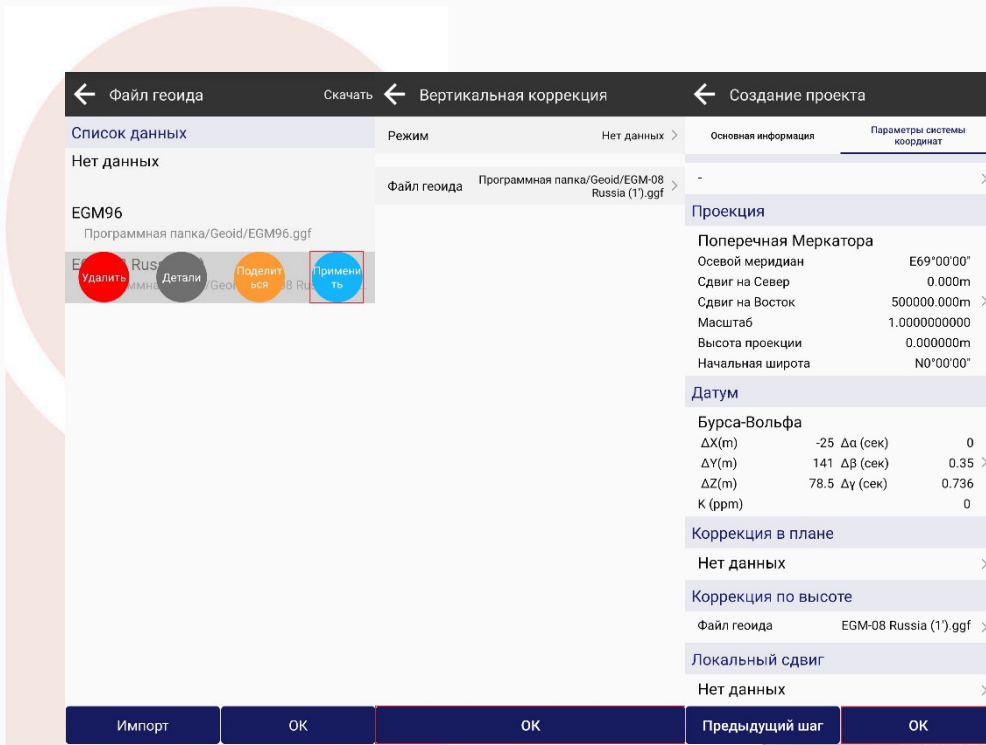 Файл геоида
Скачать
Список данных
Нет данных
EGM96
Программная папка/Geoid/EGM96.ggf
Удалить
Детали
Поделит
ься
Примени
ть
Импорт
ОК
Вертикальная коррекция
Режим Нет данных
Файл геоида Программная папка/Geoid/EGM-08
Russia (1').ggf
ОК
Создание проекта
Основная информация
Параметры системы
координат
-
Проекция
Поперечная Меркатора
Осевой меридиан E69°00'00"
Сдвиг на Север 0.000m
Сдвиг на Восток 500000.000m
Масштаб 1.0000000000
Высота проекции 0.000000m
Начальная широта N0°00'00"
Датум
Бурса-Вольфа
ΔX(m) -25 Δα (сек) 0
ΔY(m) 141 Δβ (сек) 0.35
ΔZ(m) 78.5 Δγ (сек) 0.736
K (ppm) 0
Коррекция в плане
Нет данных
Коррекция по высоте
Файл геоида EGM-08 Russia (1').ggf
Локальный сдвиг
Нет данных
Предыдущий шаг
ОК